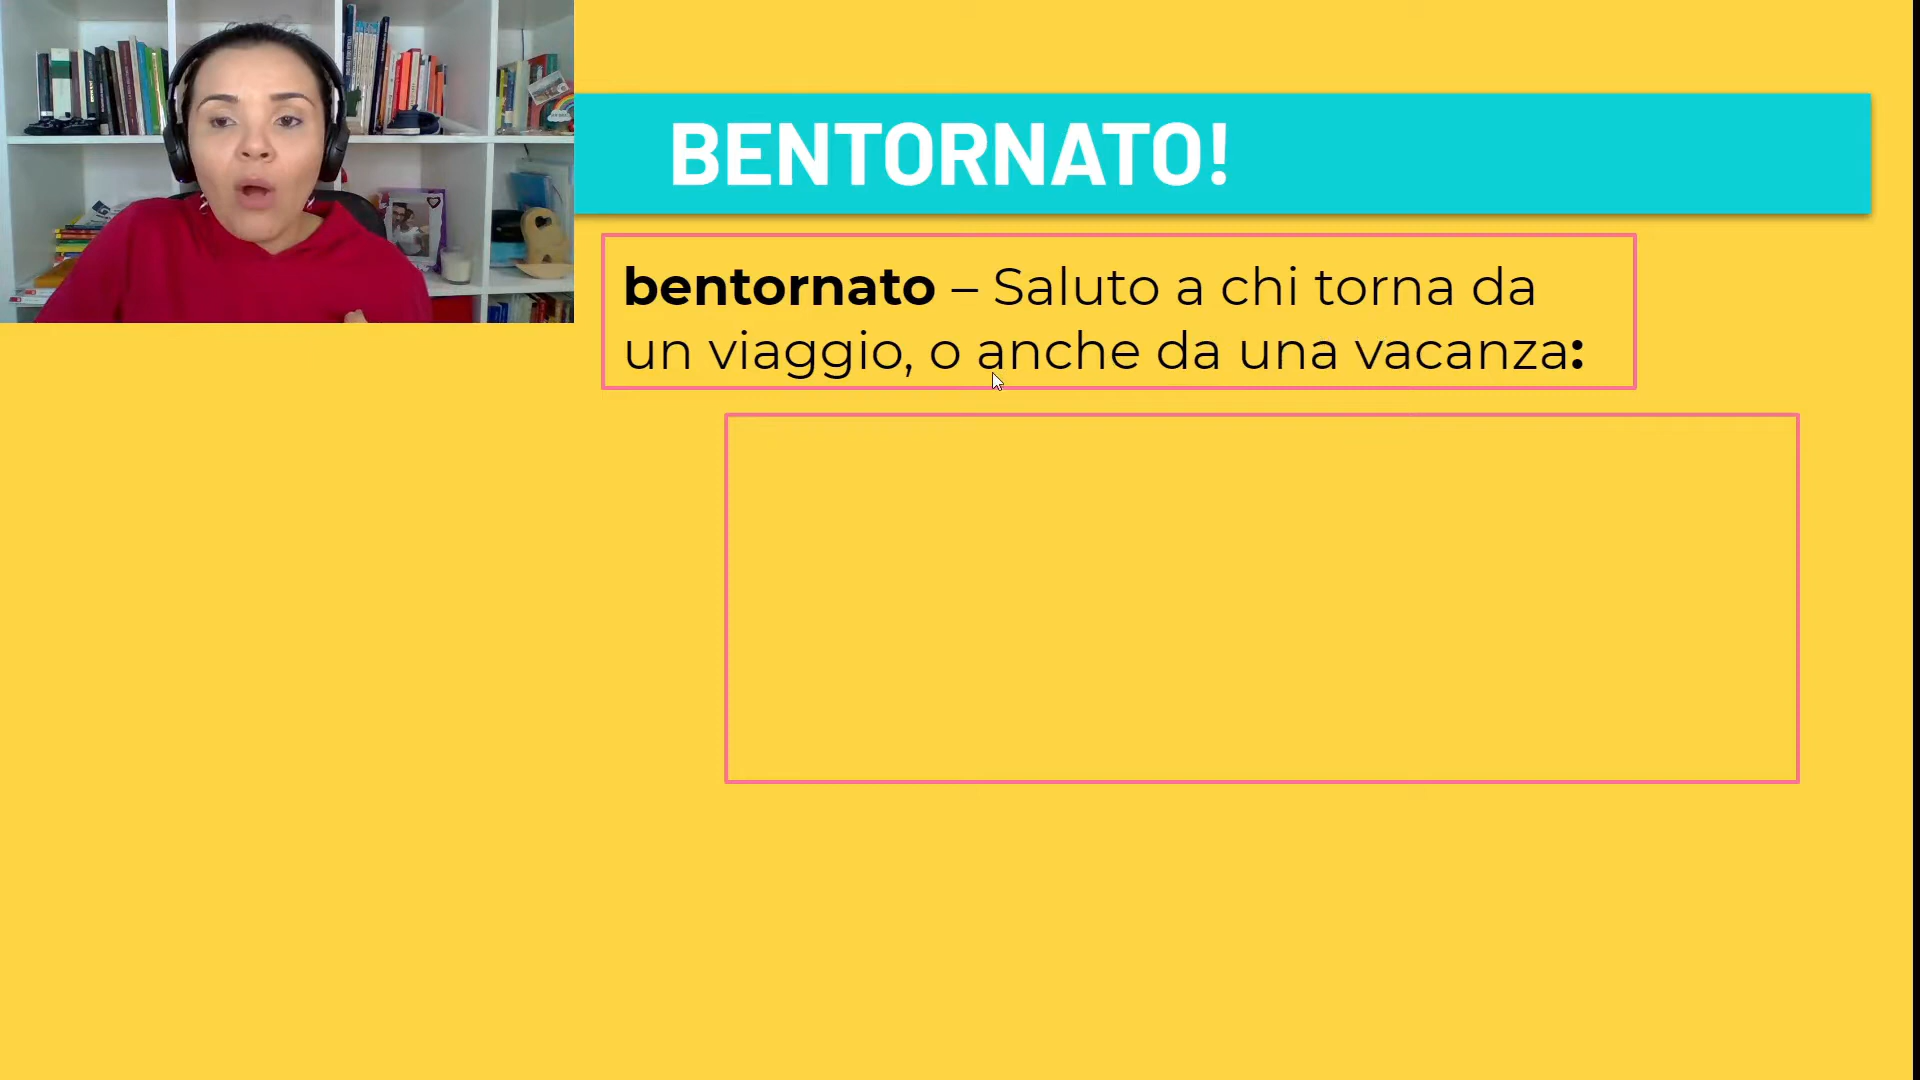 BENTORNATO!
bentornato – Saluto a chi torna da
un viaggio, o anche da una vacanza: